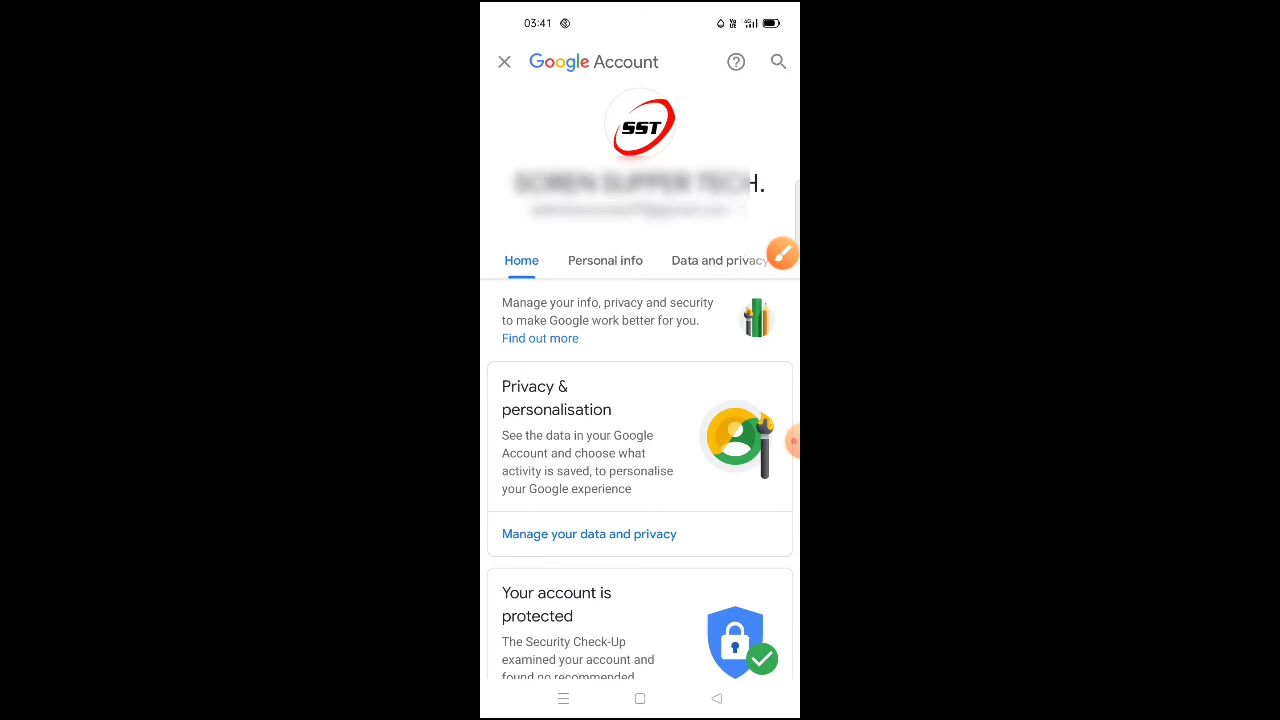 03:41
Google Account
SST
SOREN SUPPER TECH.
Home Personal info Data and privacy
Manage your info, privacy and security
to make Google work better for you.
Find out more
Privacy &
personalisation
See the data in your Google
Account and choose what
activity is saved, to personalise
your Google experience
Manage your data and privacy
Your account is
protected
The Security Check-Up
examined your account and
found no recommended